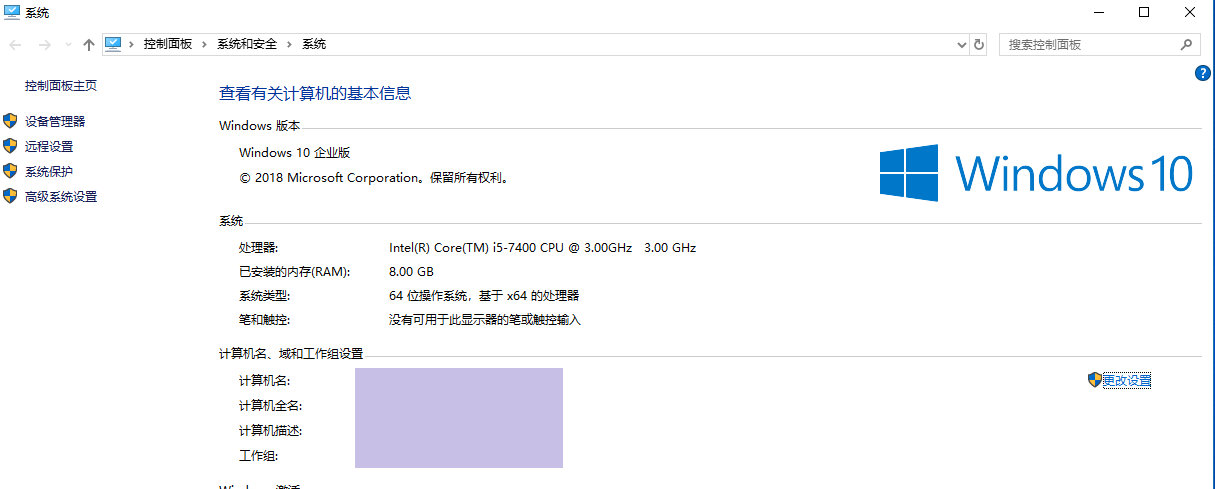 系统
控制面板 › 系统和安全 › 系统
搜索控制面板
?
控制面板主页
设备管理器
远程设置
系统保护
高级系统设置
查看有关计算机的基本信息
Windows 版本
Windows 10 企业版
© 2018 Microsoft Corporation。保留所有权利。
Windows 10
系统
处理器: Intel(R) Core(TM) i5-7400 CPU @ 3.00GHz 3.00 GHz
已安装的内存(RAM): 8.00 GB
系统类型: 64 位操作系统，基于 x64 的处理器
笔和触控: 没有可用于此显示器的笔或触控输入
计算机名、域和工作组设置
计算机名:
更改设置
计算机全名:
计算机描述:
工作组:
Windows 激活